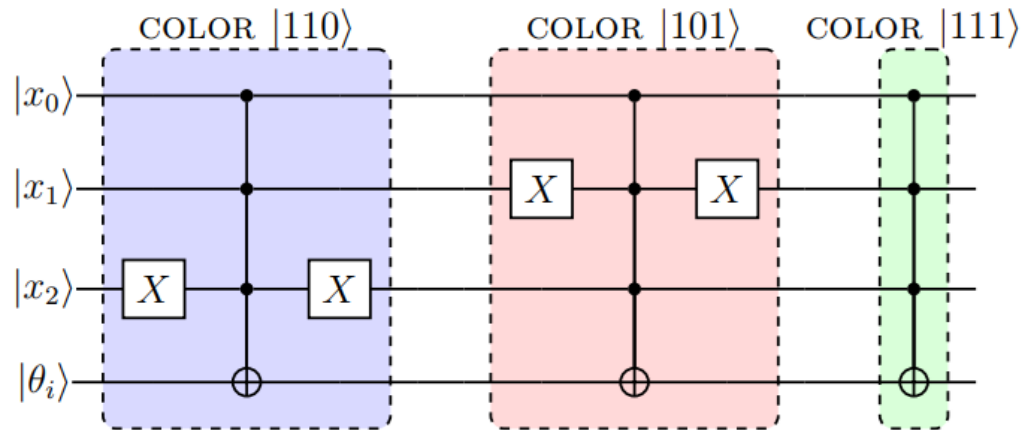 COLOR |110⟩ COLOR |101⟩ COLOR |111⟩
|x₀⟩
|x₁⟩ X X
|x₂⟩ X X
|θᵢ⟩